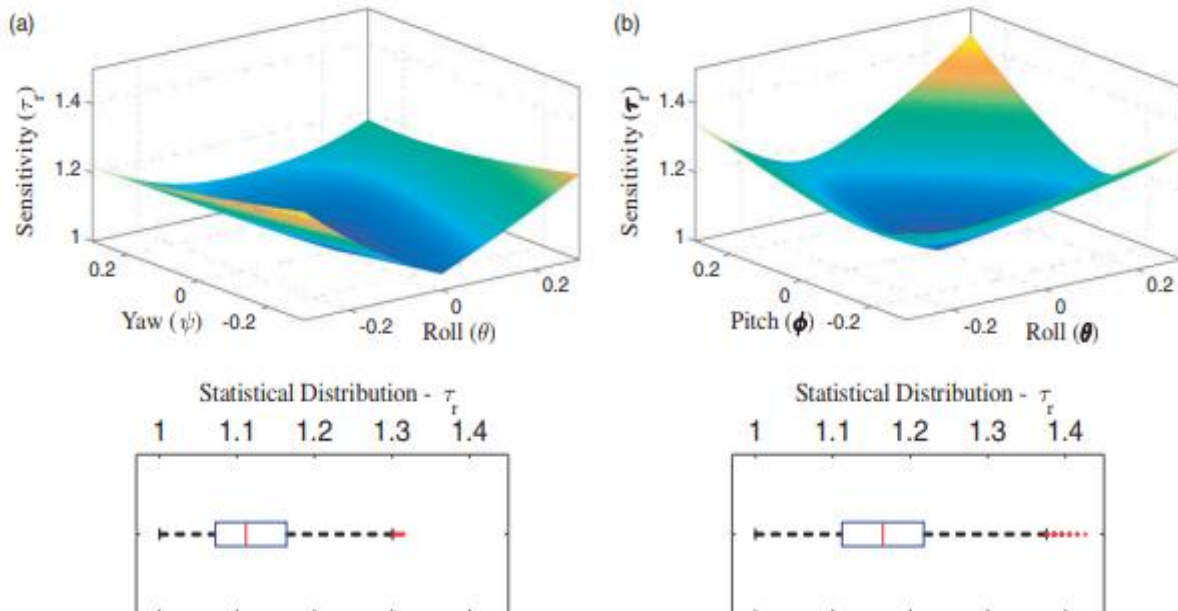 (a)
Sensitivity (τr)
1.4
1.2
1
0.2
0
-0.2
Yaw (ψ)
-0.2
0
0.2
Roll (θ)
(b)
Sensitivity (τr)
1.4
1.2
1
0.2
0
-0.2
Pitch (ϕ)
-0.2
0
0.2
Roll (θ)
Statistical Distribution - τr
1 1.1 1.2 1.3 1.4
Statistical Distribution - τr
1 1.1 1.2 1.3 1.4